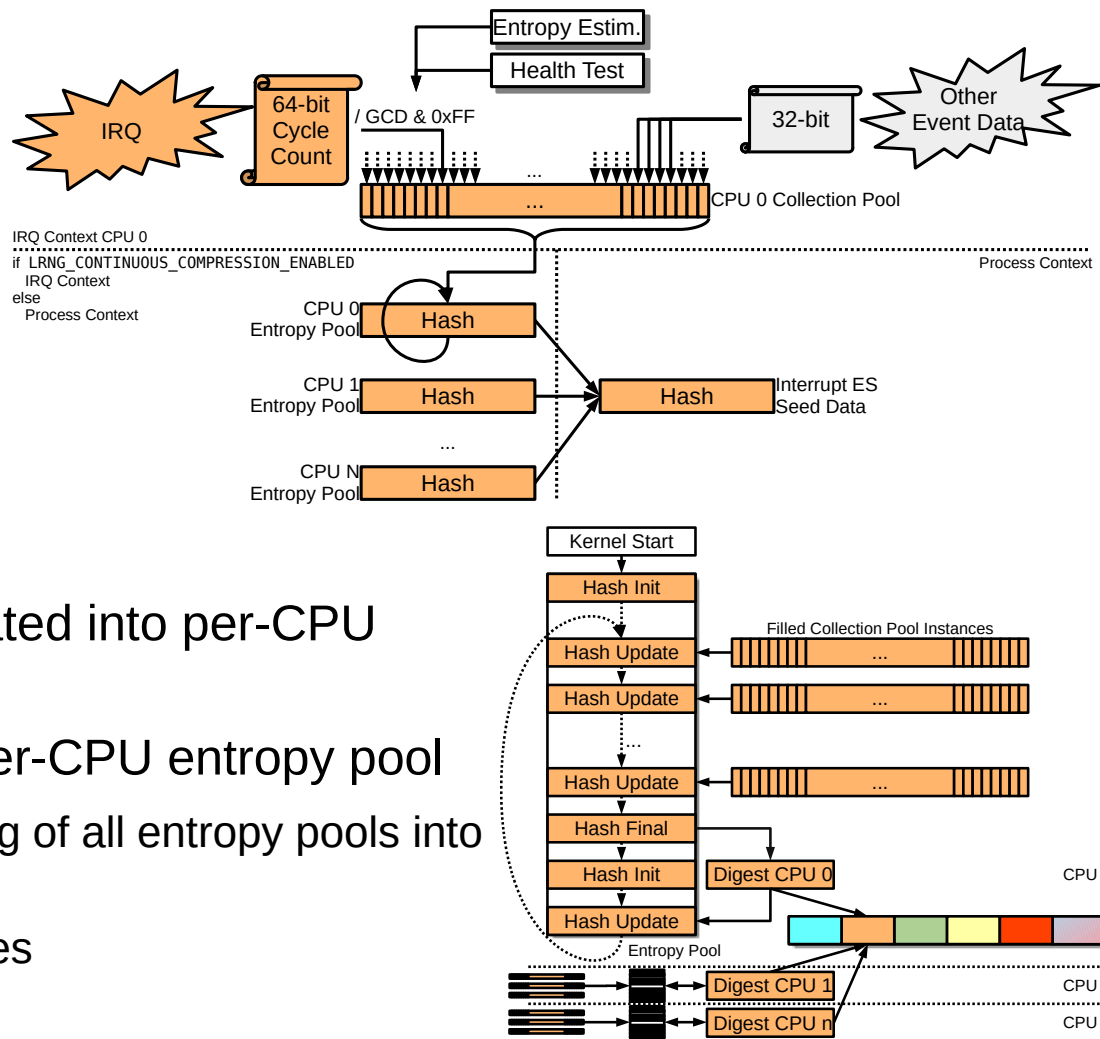 Entropy Estim.
Health Test
IRQ
64-bit
Cycle
Count
/ GCD & 0xFF
32-bit
Other
Event Data
...
...
CPU 0 Collection Pool
IRQ Context CPU 0
if LRNG_CONTINUOUS_COMPRESSION_ENABLED
IRQ Context
else
Process Context
Process Context
CPU 0
Entropy Pool
Hash
CPU 1
Entropy Pool
Hash
Hash
Interrupt ES
Seed Data
...
CPU N
Entropy Pool
Hash
Kernel Start
Hash Init
ated into per-CPU
Filled Collection Pool Instances
Hash Update
...
Hash Update
...
...
er-CPU entropy pool
Hash Update
...
g of all entropy pools into
Hash Final
Hash Init
Digest CPU 0
CPU
Hash Update
es
Entropy Pool
Digest CPU 1
CPU
Digest CPU n
CPU